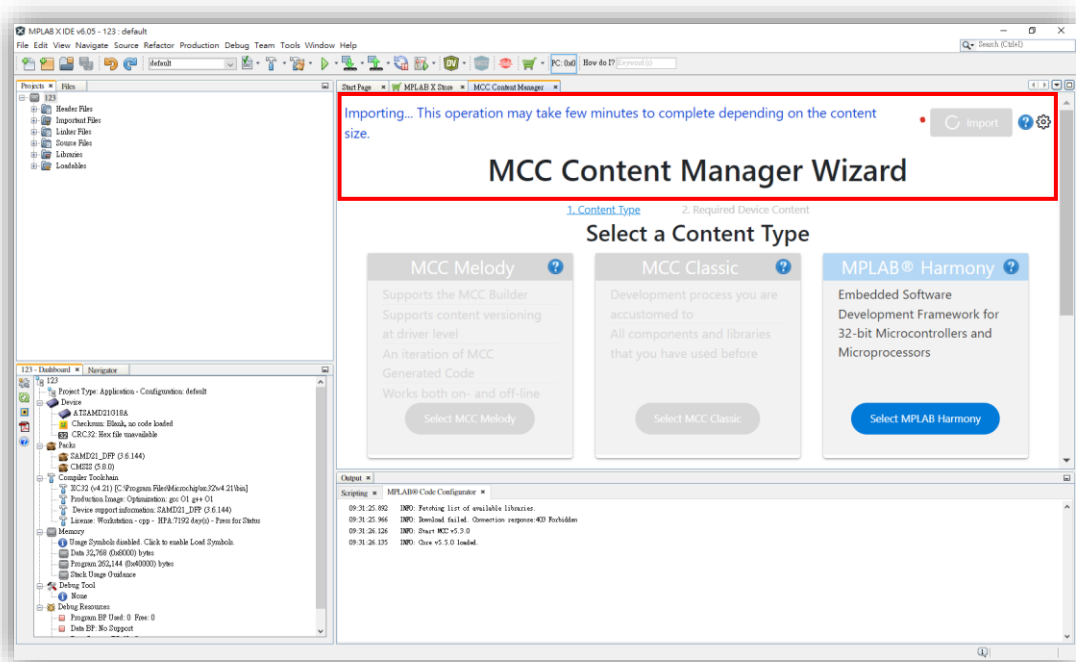 MPLAB X IDE v6.05 - 123 : default
File Edit View Navigate Source Refactor Production Debug Team Tools Window Help
Search (Ctrl+I)
default
PC: 0x0
How do I?
Keyword(s)
Projects
Files
123
Header Files
Important Files
Linker Files
Source Files
Libraries
Loadables
Start Page
MPLAB X Store
MCC Content Manager
Importing... This operation may take few minutes to complete depending on the content
size.
Import
MCC Content Manager Wizard
1. Content Type
2. Required Device Content
Select a Content Type
MCC Melody
Supports the MCC Builder
Supports content versioning
at driver level
An iteration of MCC
Generated Code
Works both on- and off-line
Select MCC Melody
MCC Classic
Development process you are
accustomed to
All components and libraries
that you have used before
Select MCC Classic
MPLAB® Harmony
Embedded Software
Development Framework for
32-bit Microcontrollers and
Microprocessors
Select MPLAB Harmony
123 - Dashboard
Navigator
123
Project Type: Application - Configuration: default
Device
ATSAMD21G18A
Checksum: Blank, no code loaded
CRC32: Hex file unavailable
Packs
SAMD21_DFP (3.6.144)
CMSIS (5.8.0)
Compiler Toolchain
XC32 (v4.21) [C:\Program Files\Microchip\xc32\v4.21\bin]
Production Image: Optimization: gcc O1 g++ O1
Device support information: SAMD21_DFP (3.6.144)
License: Workstation - cpp - HPA:7192 day(s) - Press for Status
Memory
Usage Symbols disabled. Click to enable Load Symbols.
Data 32,768 (0x8000) bytes
Program 262,144 (0x40000) bytes
Stack Usage Guidance
Debug Tool
None
Debug Resources
Program BP Used: 0 Free: 0
Data BP: No Support
Output
Scripting
MPLAB® Code Configurator
09:31:25.892 INFO: Fetching list of available libraries.
09:31:25.966 INFO: Download failed. Connection response:403 Forbidden
09:31:26.126 INFO: Start MCC v5.3.0
09:31:26.135 INFO: Core v5.5.0 loaded.